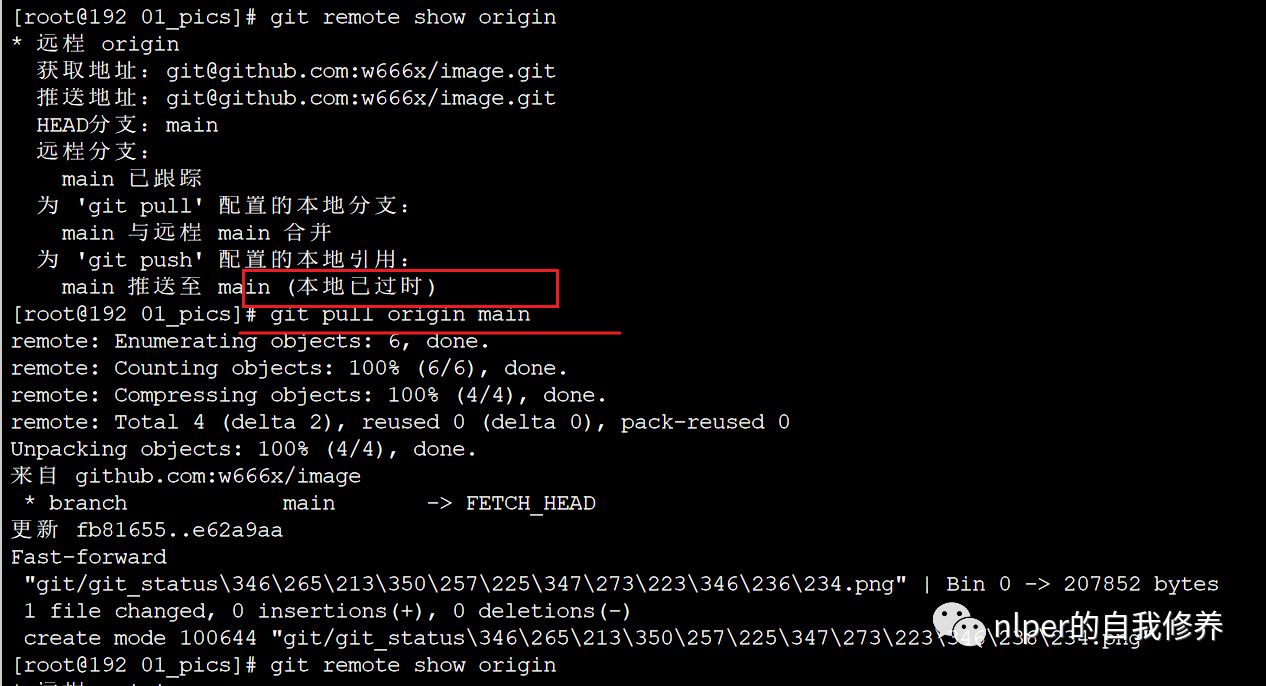 [root@192 01_pics]# git remote show origin
* 远程 origin
  获取地址：git@github.com:w666x/image.git
  推送地址：git@github.com:w666x/image.git
  HEAD分支：main
  远程分支：
    main 已跟踪
  为 'git pull' 配置的本地分支：
    main 与远程 main 合并
  为 'git push' 配置的本地引用：
    main 推送至 main (本地已过时)
[root@192 01_pics]# git pull origin main
remote: Enumerating objects: 6, done.
remote: Counting objects: 100% (6/6), done.
remote: Compressing objects: 100% (4/4), done.
remote: Total 4 (delta 2), reused 0 (delta 0), pack-reused 0
Unpacking objects: 100% (4/4), done.
来自 github.com:w666x/image
 * branch            main       -> FETCH_HEAD
更新 fb81655..e62a9aa
Fast-forward
 "git/git_status\346\265\213\350\257\225\347\273\223\346\236\234.png" | Bin 0 -> 207852 bytes
 1 file changed, 0 insertions(+), 0 deletions(-)
 create mode 100644 "git/git_status\346\265\213\350\257\225\347\273\223\346\236\234.png"
nlper的自我修养
[root@192 01_pics]# git remote show origin